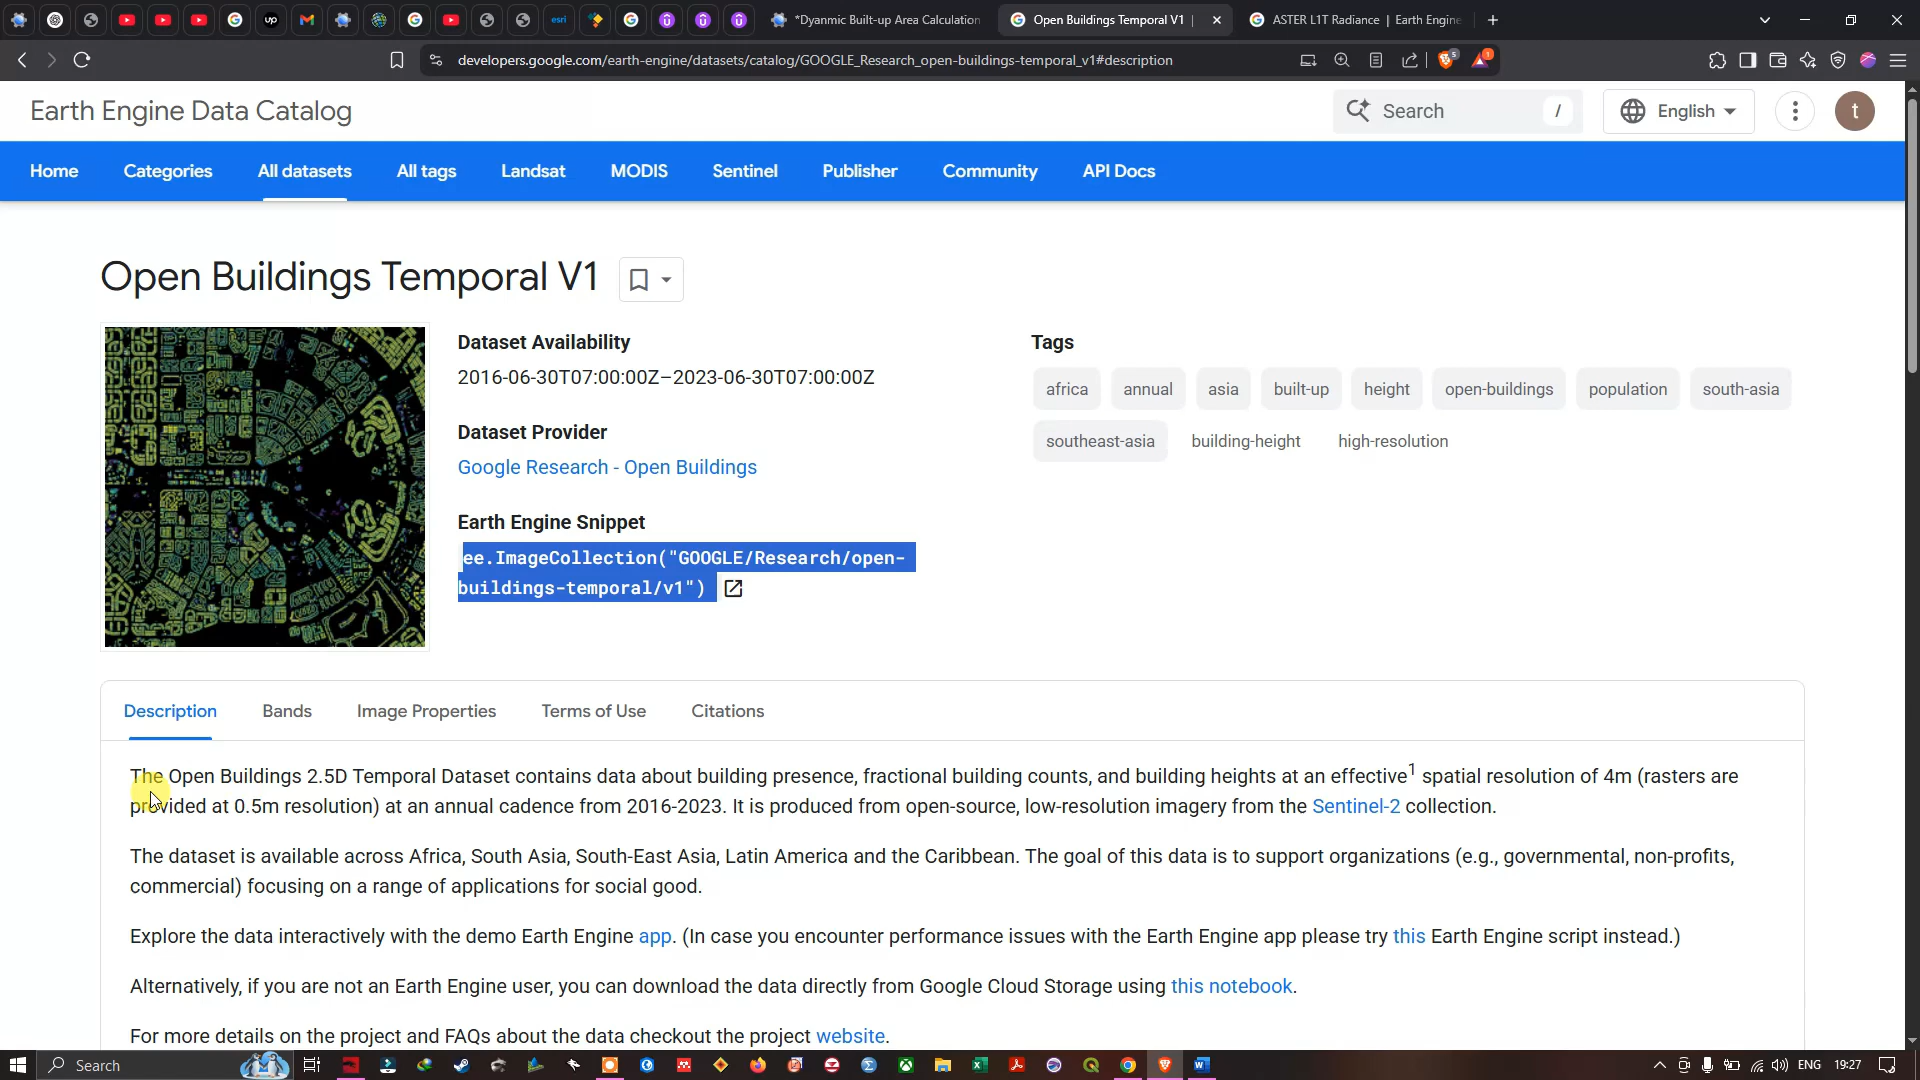 *Dyanmic Built-up Area Calculation
Open Buildings Temporal V1 |
ASTER L1T Radiance | Earth Engine
developers.google.com/earth-engine/datasets/catalog/GOOGLE_Research_open-buildings-temporal_v1#description
5
1
Earth Engine Data Catalog
Search
/
English
t
Home
Categories
All datasets
All tags
Landsat
MODIS
Sentinel
Publisher
Community
API Docs
Open Buildings Temporal V1
Dataset Availability
2016-06-30T07:00:00Z–2023-06-30T07:00:00Z
Dataset Provider
Google Research - Open Buildings
Earth Engine Snippet
ee.ImageCollection("GOOGLE/Research/open-
buildings-temporal/v1")
Tags
africa annual asia built-up height open-buildings population south-asia
southeast-asia building-height high-resolution
Description
Bands
Image Properties
Terms of Use
Citations
The Open Buildings 2.5D Temporal Dataset contains data about building presence, fractional building counts, and building heights at an effective1 spatial resolution of 4m (rasters are
provided at 0.5m resolution) at an annual cadence from 2016-2023. It is produced from open-source, low-resolution imagery from the Sentinel-2 collection.
The dataset is available across Africa, South Asia, South-East Asia, Latin America and the Caribbean. The goal of this data is to support organizations (e.g., governmental, non-profits,
commercial) focusing on a range of applications for social good.
Explore the data interactively with the demo Earth Engine app. (In case you encounter performance issues with the Earth Engine app please try this Earth Engine script instead.)
Alternatively, if you are not an Earth Engine user, you can download the data directly from Google Cloud Storage using this notebook.
For more details on the project and FAQs about the data checkout the project website.
Search
ENG
19:27